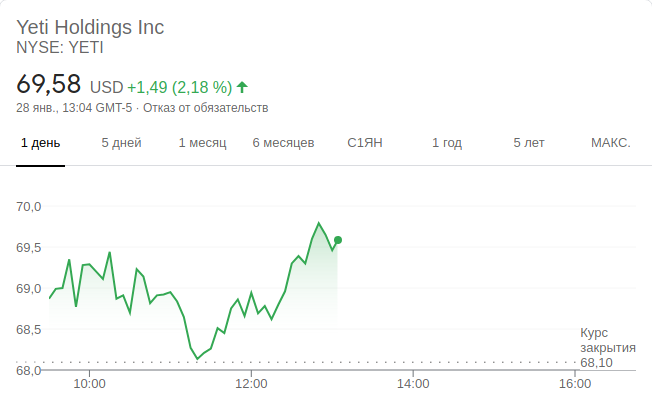 Yeti Holdings Inc
NYSE: YETI
69,58 USD +1,49 (2,18 %)
28 янв., 13:04 GMT-5 · Отказ от обязательств
1 день 5 дней 1 месяц 6 месяцев С1ЯН 1 год 5 лет МАКС.
70,0
69,5
69,0
68,5
68,0
Курс
закрытия
68,10
10:00 12:00 14:00 16:00